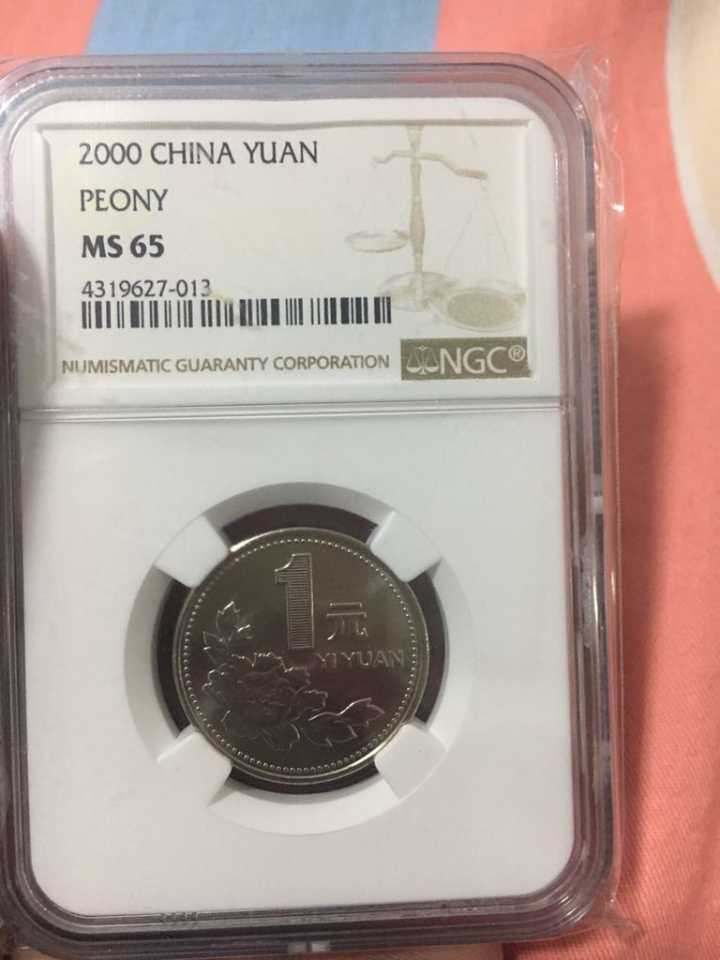 2000 CHINA YUAN
PEONY
MS 65
4319627-013
NUMISMATIC GUARANTY CORPORATION NGC®
1元
YI YUAN